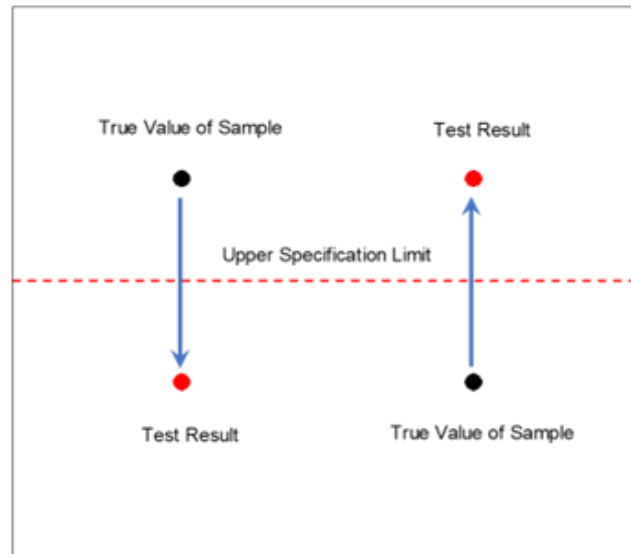 True Value of Sample
Test Result
Upper Specification Limit
Test Result
True Value of Sample